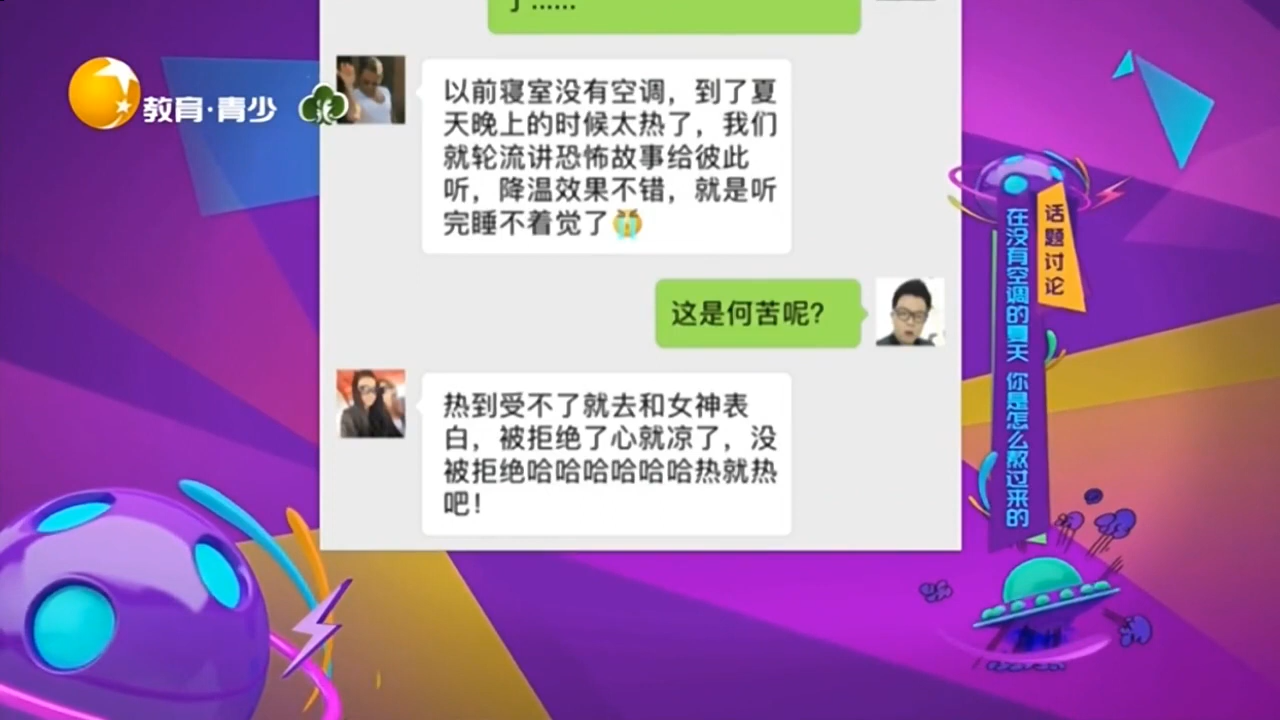 了……
教育·青少
以前寝室没有空调，到了夏
天晚上的时候太热了，我们
就轮流讲恐怖故事给彼此
听，降温效果不错，就是听
完睡不着觉了😭
这是何苦呢？
热到受不了就去和女神表
白，被拒绝了心就凉了，没
被拒绝哈哈哈哈哈哈热就热
吧！
话题讨论
在没有空调的夏天 你是怎么熬过来的